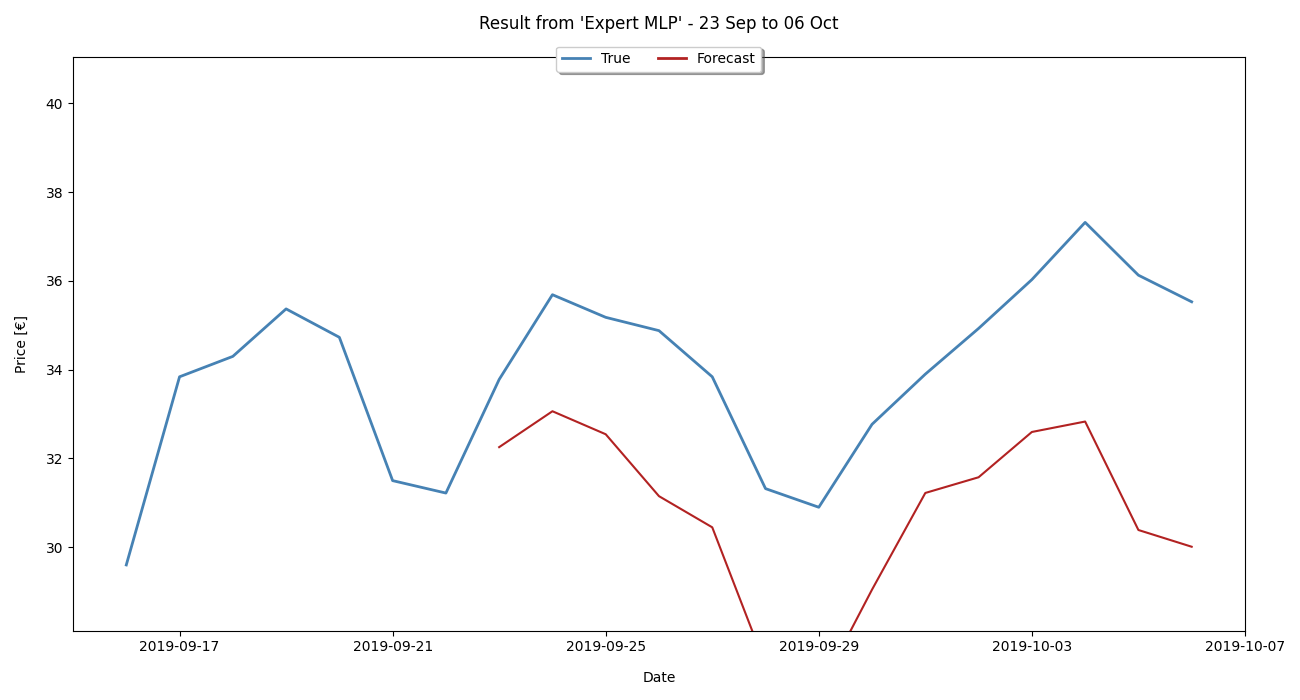 Result from 'Expert MLP' - 23 Sep to 06 Oct
True Forecast
40
38
36
34
32
30
Price [€]
2019-09-17 2019-09-21 2019-09-25 2019-09-29 2019-10-03 2019-10-07
Date